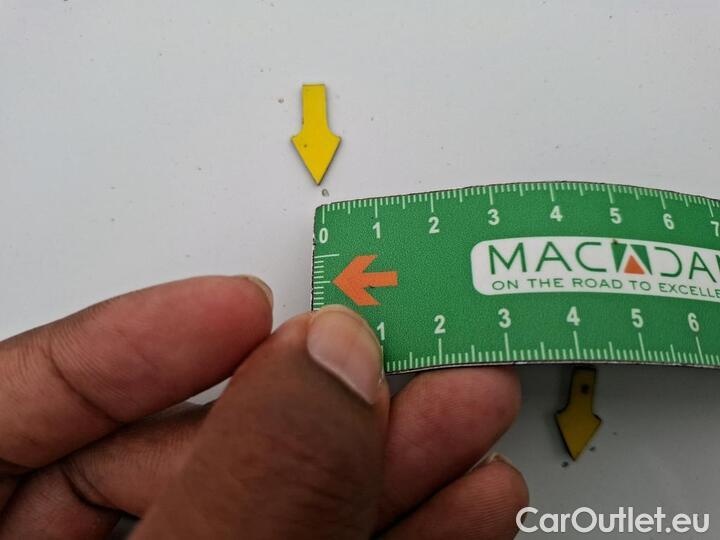 0 1 2 3 4 5 6 7
MACADA
ON THE ROAD TO EXCELLE
1 2 3 4 5 6
CarOutlet.eu